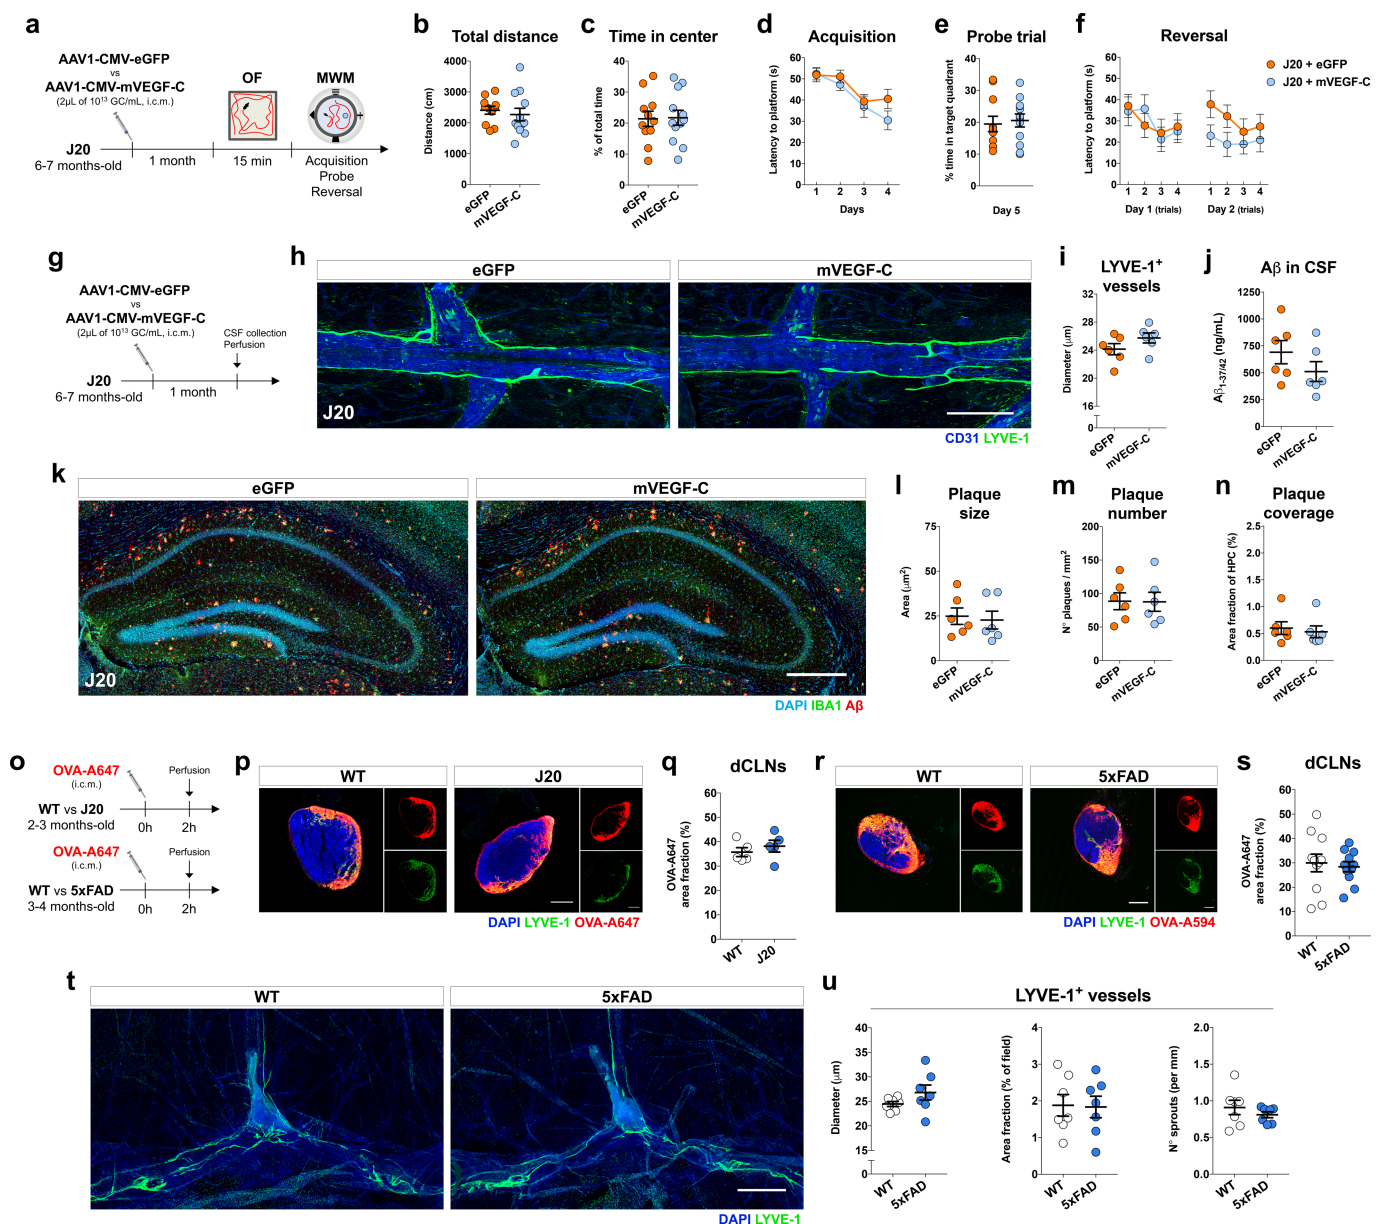 a
AAV1-CMV-eGFP
vs
AAV1-CMV-mVEGF-C
(2μL of 10¹³ GC/mL, i.c.m.)
OF
MWM
J20
6-7 months-old
1 month
15 min
Acquisition
Probe
Reversal
b
Total distance
Distance (cm)
4000
3000
2000
1000
0
eGFP
mVEGF-C
c
Time in center
% of total time
40
30
20
10
0
eGFP
mVEGF-C
d
Acquisition
Latency to platform (s)
60
50
40
30
20
10
0
1 2 3 4
Days
e
Probe trial
% time in target quadrant
40
30
20
10
0
Day 5
f
Reversal
J20 + eGFP
J20 + mVEGF-C
Latency to platform (s)
60
50
40
30
20
10
0
1 2 3 4 1 2 3 4
Day 1 (trials) Day 2 (trials)
g
AAV1-CMV-eGFP
vs
AAV1-CMV-mVEGF-C
(2μL of 10¹³ GC/mL, i.c.m.)
CSF collection
Perfusion
J20
6-7 months-old
1 month
h
eGFP
mVEGF-C
J20
CD31 LYVE-1
i
LYVE-1⁺
vessels
Diameter (μm)
32
28
24
20
16
0
eGFP
mVEGF-C
j
Aβ in CSF
Aβ₁₋₃₇/₄₂ (ng/mL)
1250
1000
750
500
250
0
eGFP
mVEGF-C
k
eGFP
mVEGF-C
J20
DAPI IBA1 Aβ
l
Plaque
size
Area (μm²)
75
50
25
0
eGFP
mVEGF-C
m
Plaque
number
N° plaques / mm²
200
150
100
50
0
eGFP
mVEGF-C
n
Plaque
coverage
Area fraction of HPC (%)
2.5
2.0
1.5
1.0
0.5
0.0
eGFP
mVEGF-C
o
OVA-A647
(i.c.m.)
Perfusion
WT vs J20
2-3 months-old
0h
2h
OVA-A647
(i.c.m.)
Perfusion
WT vs 5xFAD
3-4 months-old
0h
2h
p
WT
J20
DAPI LYVE-1 OVA-A647
q
dCLNs
OVA-A647
area fraction (%)
60
50
40
30
20
10
0
WT
J20
r
WT
5xFAD
DAPI LYVE-1 OVA-A594
s
dCLNs
OVA-A647
area fraction (%)
60
50
40
30
20
10
0
WT
5xFAD
t
WT
5xFAD
DAPI LYVE-1
u
LYVE-1⁺ vessels
Diameter (μm)
40
35
30
25
20
15
0
WT
5xFAD
Area fraction (% of field)
4
3
2
1
0
WT
5xFAD
N° sprouts (per mm)
2.0
1.5
1.0
0.5
0.0
WT
5xFAD